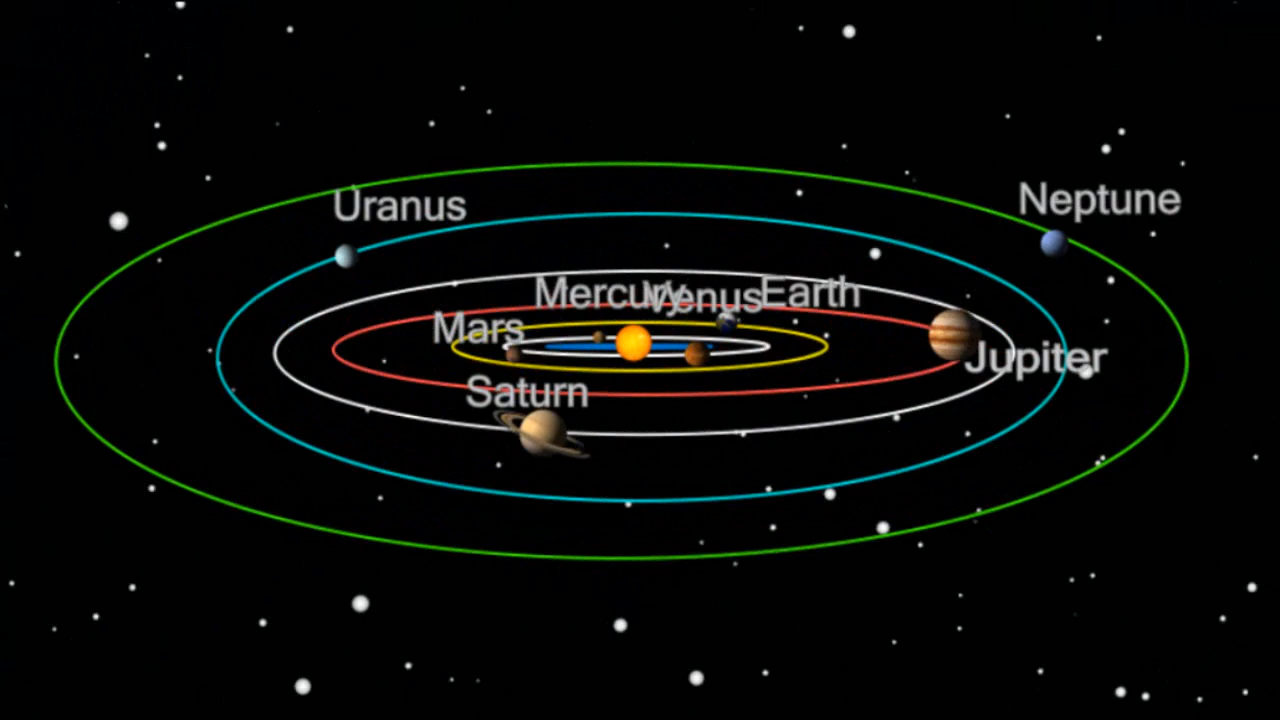 Uranus
Neptune
Mercury
Venus
Earth
Mars
Jupiter
Saturn